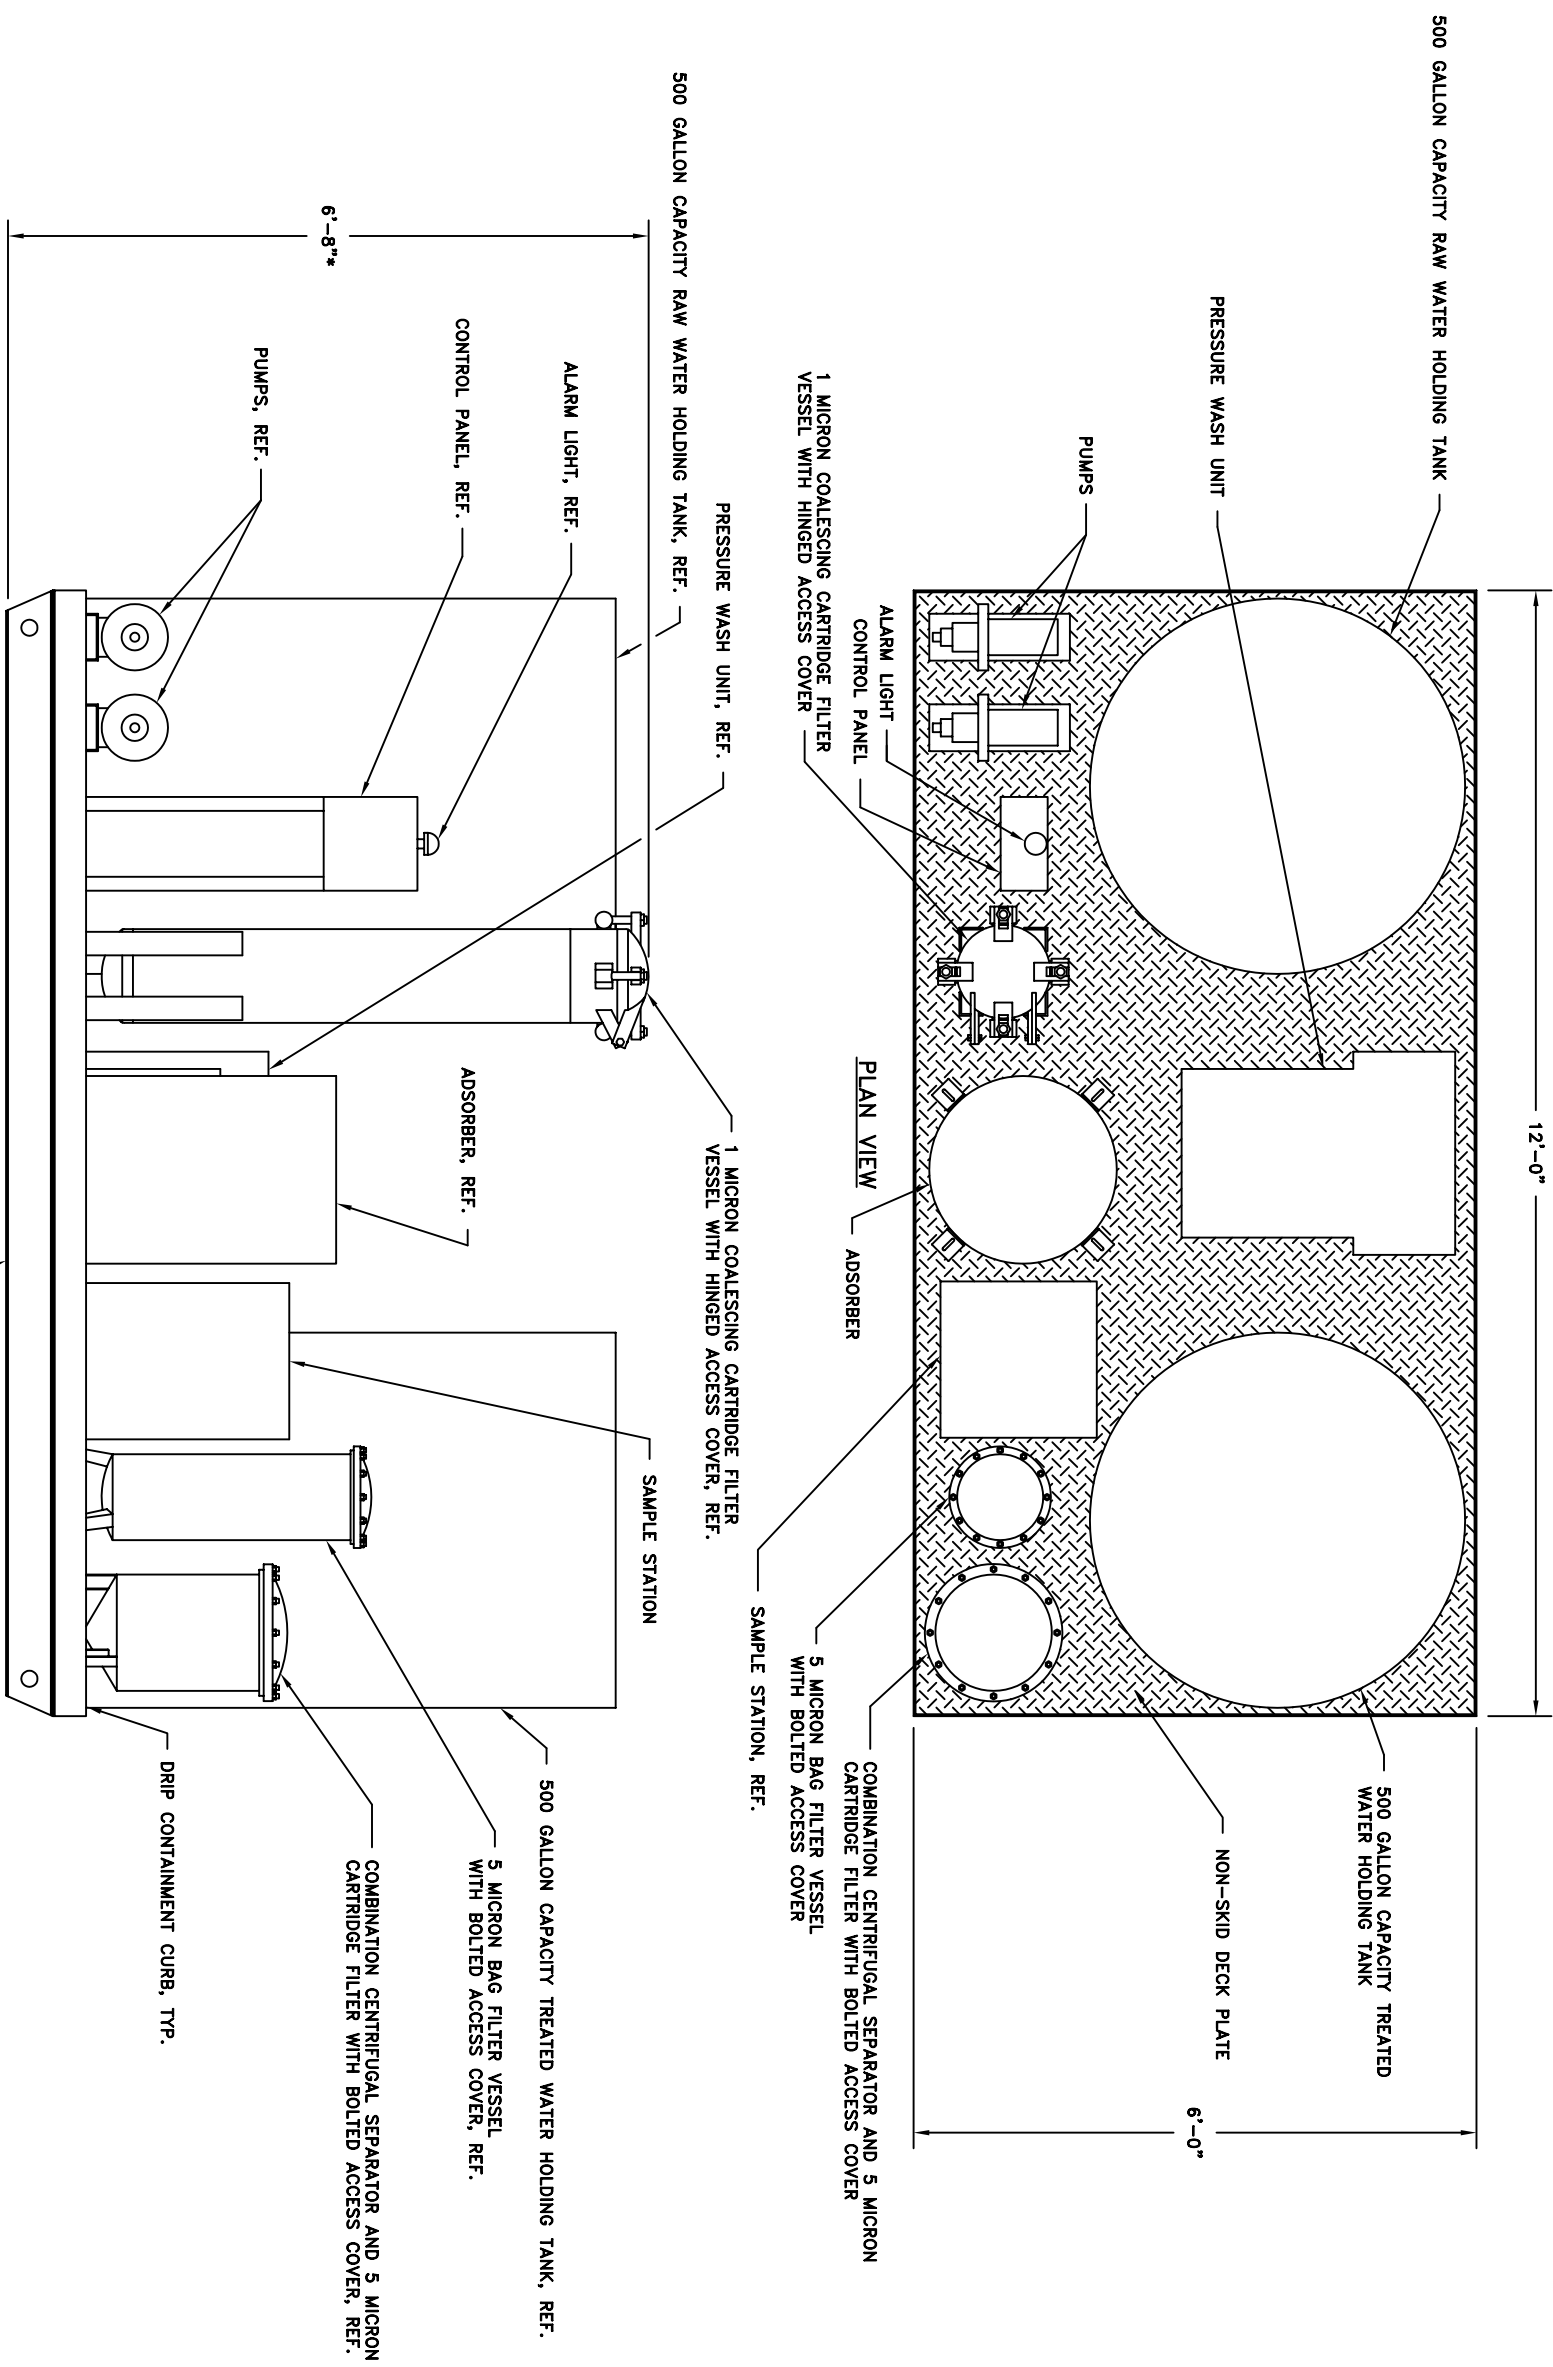 500 GALLON CAPACITY RAW WATER HOLDING TANK
PRESSURE WASH UNIT
PUMPS
1 MICRON COALESCING CARTRIDGE FILTER
VESSEL WITH HINGED ACCESS COVER
ALARM LIGHT
CONTROL PANEL
12'-0"
6'-0"
500 GALLON CAPACITY TREATED
WATER HOLDING TANK
NON-SKID DECK PLATE
COMBINATION CENTRIFUGAL SEPARATOR AND 5 MICRON
CARTRIDGE FILTER WITH BOLTED ACCESS COVER
5 MICRON BAG FILTER VESSEL
WITH BOLTED ACCESS COVER
SAMPLE STATION, REF.
ADSORBER
PLAN VIEW
500 GALLON CAPACITY RAW WATER HOLDING TANK, REF.
PRESSURE WASH UNIT, REF.
ALARM LIGHT, REF.
CONTROL PANEL, REF.
PUMPS, REF.
6'-8"*
1 MICRON COALESCING CARTRIDGE FILTER
VESSEL WITH HINGED ACCESS COVER, REF.
ADSORBER, REF.
SAMPLE STATION
500 GALLON CAPACITY TREATED WATER HOLDING TANK, REF.
5 MICRON BAG FILTER VESSEL
WITH BOLTED ACCESS COVER, REF.
COMBINATION CENTRIFUGAL SEPARATOR AND 5 MICRON
CARTRIDGE FILTER WITH BOLTED ACCESS COVER, REF.
DRIP CONTAINMENT CURB, TYP.